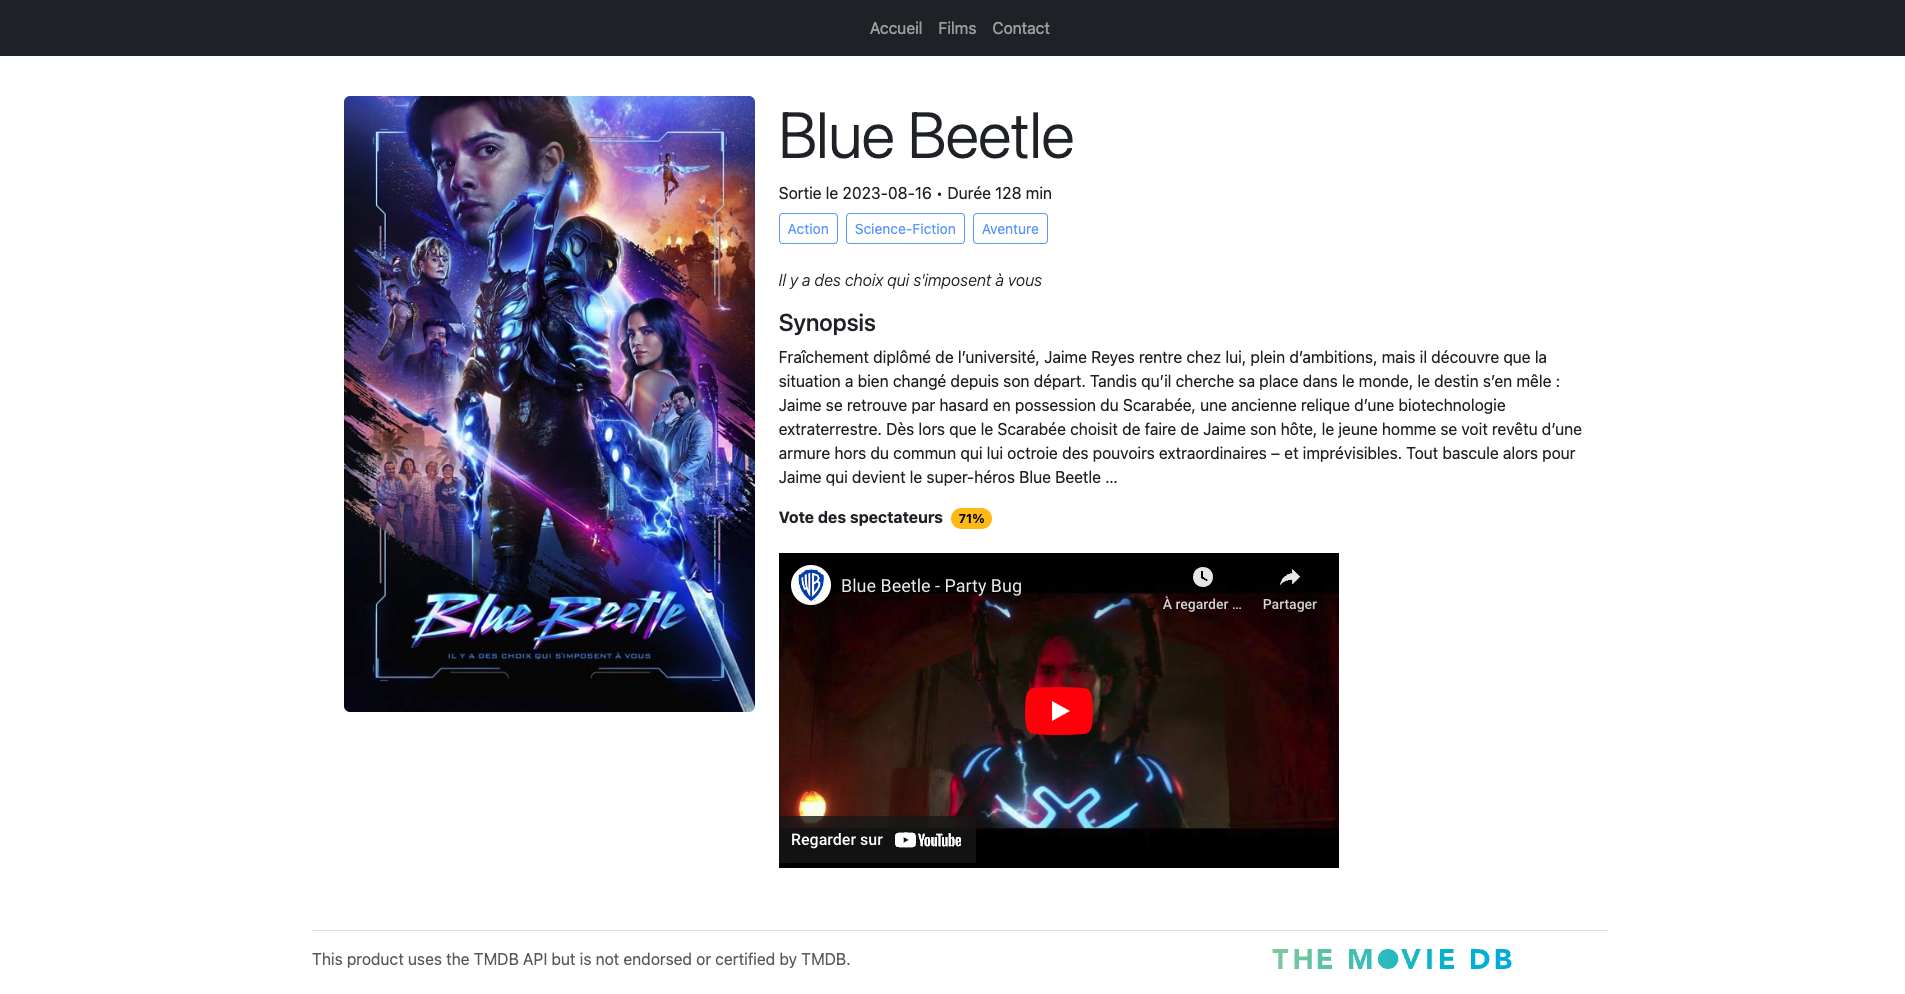 Accueil Films Contact
Blue Beetle
Sortie le 2023-08-16 • Durée 128 min
Action Science-Fiction Aventure
Il y a des choix qui s'imposent à vous
Synopsis
Fraîchement diplômé de l’université, Jaime Reyes rentre chez lui, plein d’ambitions, mais il découvre que la
situation a bien changé depuis son départ. Tandis qu’il cherche sa place dans le monde, le destin s’en mêle :
Jaime se retrouve par hasard en possession du Scarabée, une ancienne relique d’une biotechnologie
extraterrestre. Dès lors que le Scarabée choisit de faire de Jaime son hôte, le jeune homme se voit revêtu d’une
armure hors du commun qui lui octroie des pouvoirs extraordinaires – et imprévisibles. Tout bascule alors pour
Jaime qui devient le super-héros Blue Beetle ...
Vote des spectateurs 71%
Blue Beetle
IL Y A DES CHOIX QUI S'IMPOSENT À VOUS
WB
Blue Beetle - Party Bug
À regarder ... Partager
Regarder sur YouTube
This product uses the TMDB API but is not endorsed or certified by TMDB.
THE MOVIE DB